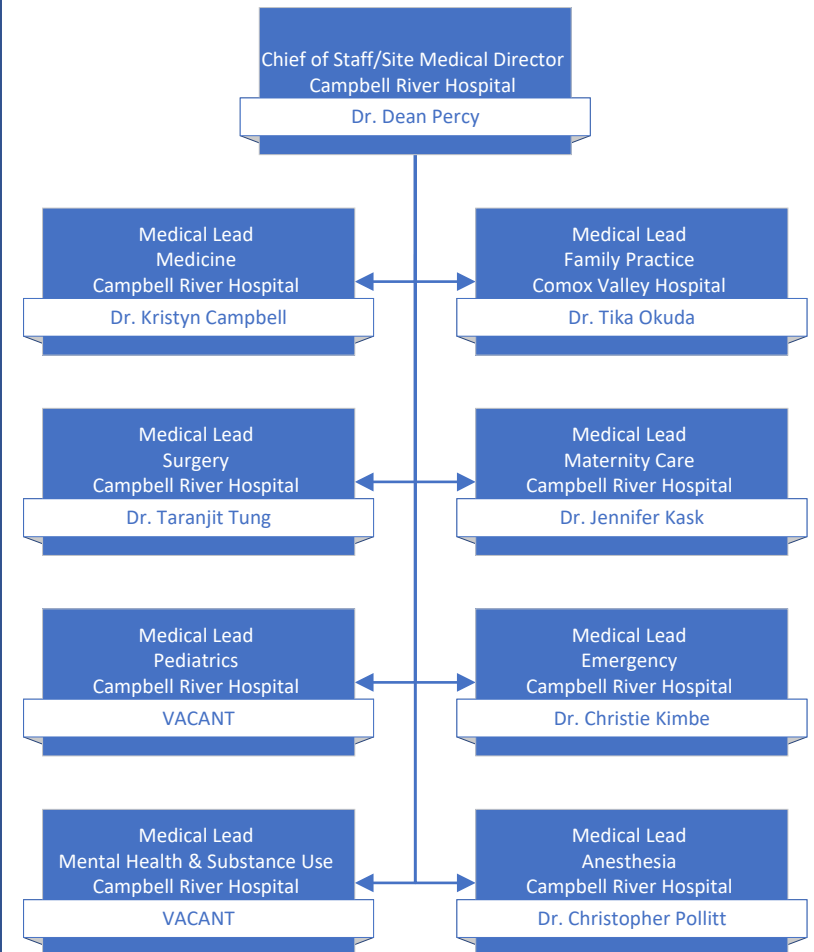 Chief of Staff/Site Medical Director
Campbell River Hospital
Dr. Dean Percy
Medical Lead
Medicine
Campbell River Hospital
Dr. Kristyn Campbell
Medical Lead
Family Practice
Comox Valley Hospital
Dr. Tika Okuda
Medical Lead
Surgery
Campbell River Hospital
Dr. Taranjit Tung
Medical Lead
Maternity Care
Campbell River Hospital
Dr. Jennifer Kask
Medical Lead
Pediatrics
Campbell River Hospital
VACANT
Medical Lead
Emergency
Campbell River Hospital
Dr. Christie Kimbe
Medical Lead
Mental Health & Substance Use
Campbell River Hospital
VACANT
Medical Lead
Anesthesia
Campbell River Hospital
Dr. Christopher Pollitt